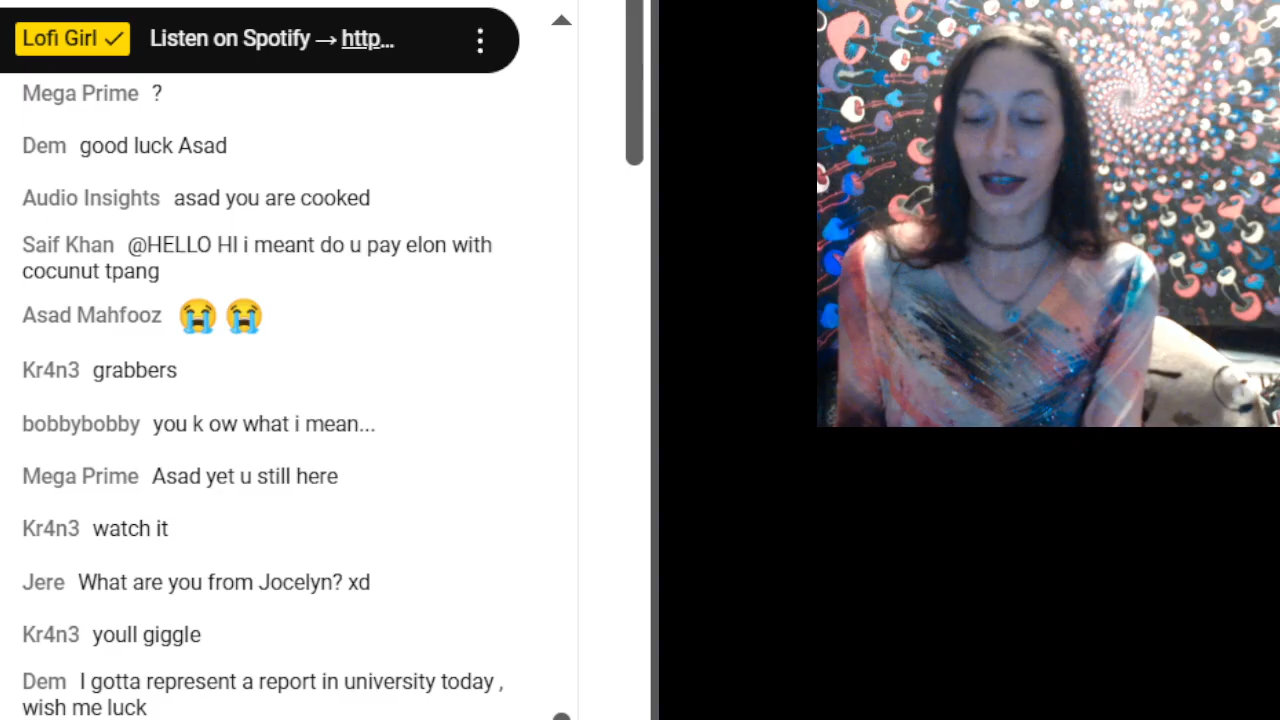 Lofi Girl ✓ Listen on Spotify → http...
Mega Prime ?
Dem good luck Asad
Audio Insights asad you are cooked
Saif Khan @HELLO HI i meant do u pay elon with
cocunut tpang
Asad Mahfooz 😭 😭
Kr4n3 grabbers
bobbybobby you k ow what i mean...
Mega Prime Asad yet u still here
Kr4n3 watch it
Jere What are you from Jocelyn? xd
Kr4n3 youll giggle
Dem I gotta represent a report in university today ,
wish me luck